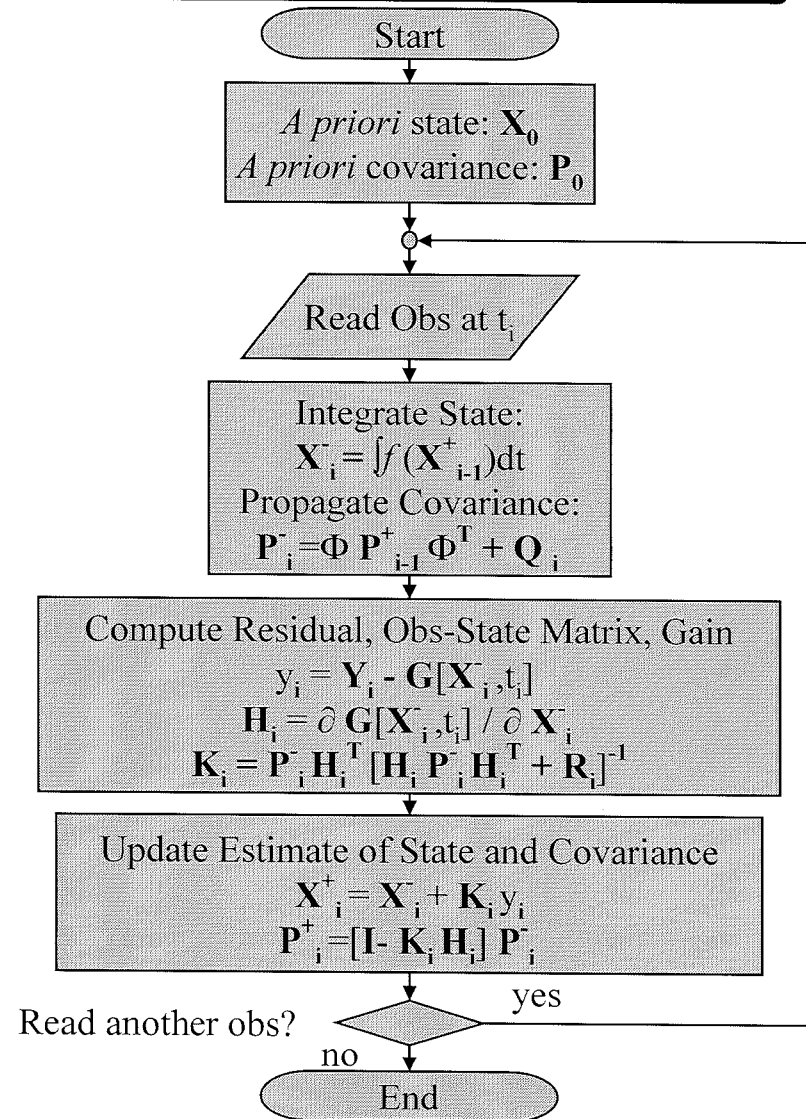 Start
A priori state: X₀
A priori covariance: P₀
Read Obs at tᵢ
Integrate State:
X⁻ᵢ = ∫f (X⁺ᵢ₋₁)dt
Propagate Covariance:
P⁻ᵢ =Φ P⁺ᵢ₋₁ Φᵀ + Q ᵢ
Compute Residual, Obs-State Matrix, Gain
yᵢ = Yᵢ - G[X⁻ᵢ ,tᵢ]
Hᵢ = ∂ G[X⁻ᵢ ,tᵢ] / ∂ X⁻ᵢ
Kᵢ = P⁻ᵢ Hᵢᵀ [Hᵢ P⁻ᵢ Hᵢᵀ + Rᵢ]⁻¹
Update Estimate of State and Covariance
X⁺ᵢ = X⁻ᵢ + Kᵢ yᵢ
P⁺ᵢ =[I- Kᵢ Hᵢ] P⁻ᵢ
yes
Read another obs?
no
End